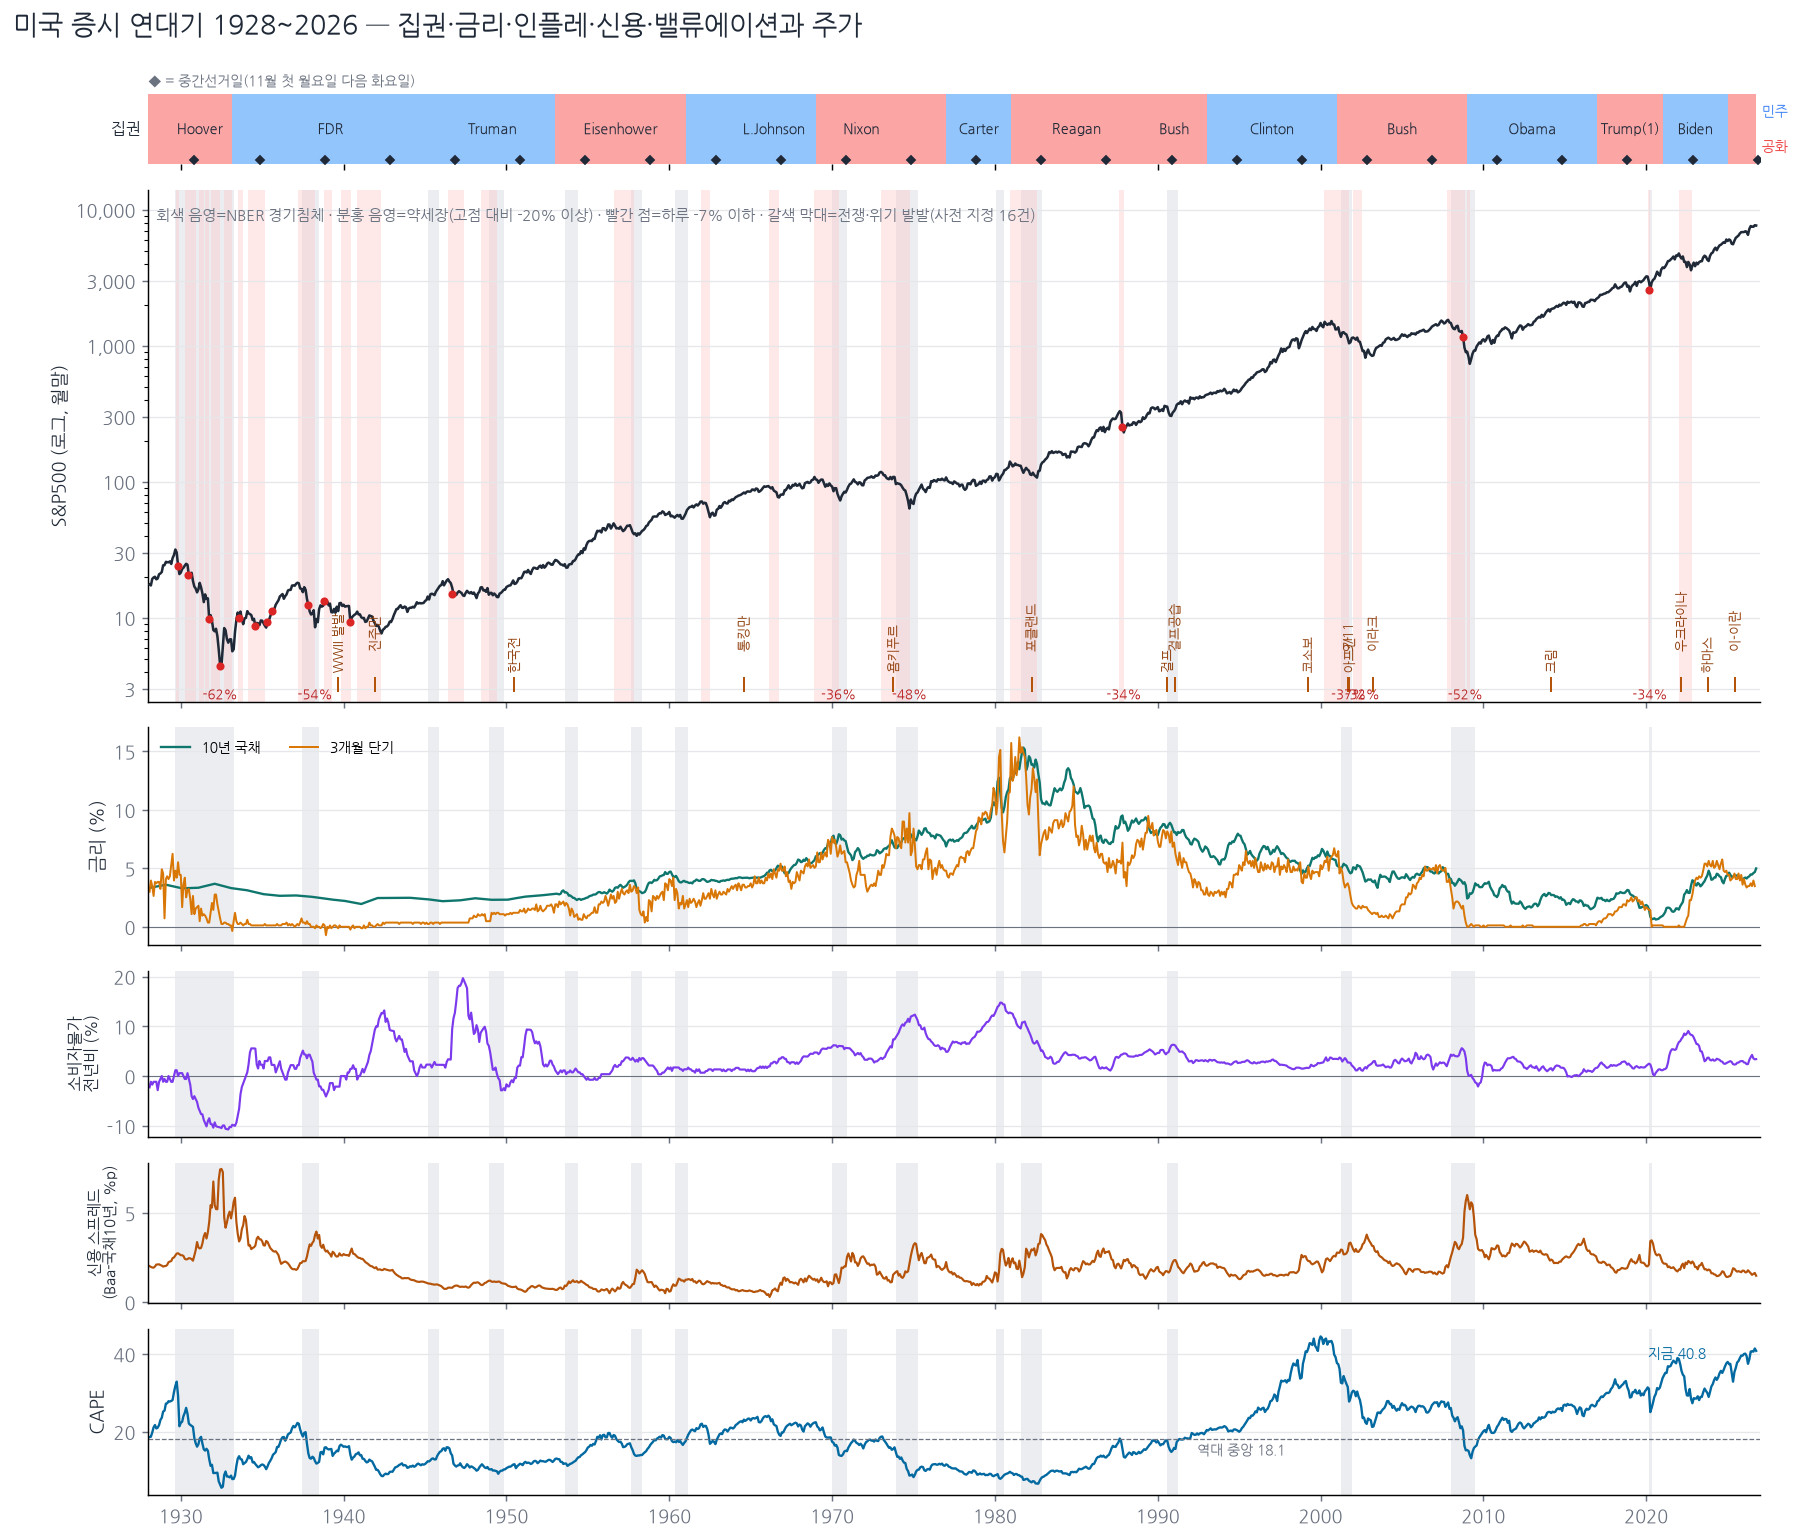 미국 증시 연대기 1928~2026 — 집권·금리·인플레·신용·밸류에이션과 주가
◆ = 중간선거일(11월 첫 월요일 다음 화요일)
집권
Hoover
FDR
Truman
Eisenhower
L.Johnson
Nixon
Carter
Reagan
Bush
Clinton
Bush
Obama
Trump(1)
Biden
민주
공화
회색 음영=NBER 경기침체 · 분홍 음영=약세장(고점 대비 -20% 이상) · 빨간 점=하루 -7% 이하 · 갈색 막대=전쟁·위기 발발(사전 지정 16건)
S&P500 (로그, 월말)
10,000
3,000
1,000
300
100
30
10
3
WWII 발발
진주만
한국전
통킹만
욤키푸르
포클랜드
걸프
걸프공습
코소보
이라크
크림
우크라이나
하마스
이-이란
-62%
-54%
-36%
-48%
-34%
-52%
-34%
금리 (%)
10년 국채
3개월 단기
15
10
5
0
소비자물가
전년비 (%)
20
10
0
-10
신용 스프레드
(Baa-국채10년, %p)
5
0
CAPE
40
20
지금 40.8
역대 중앙 18.1
1930
1940
1950
1960
1970
1980
1990
2000
2010
2020